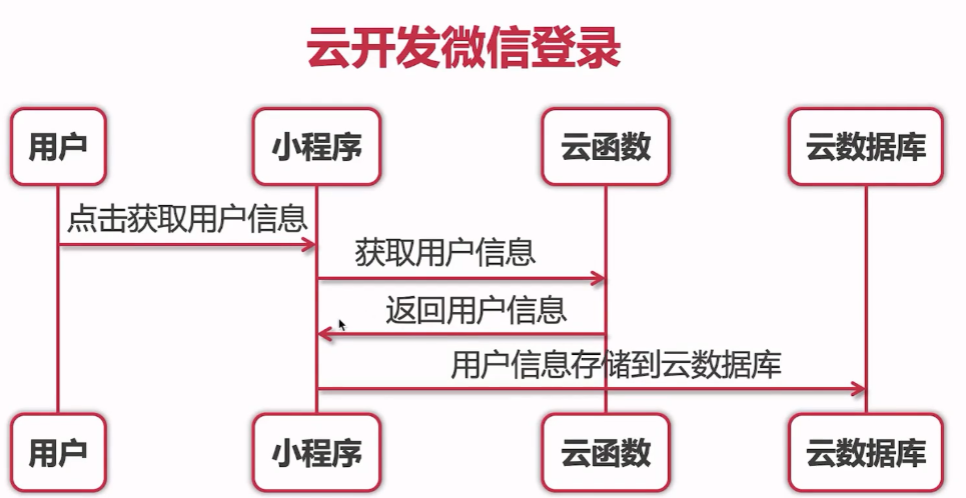 云开发微信登录
用户
小程序
云函数
云数据库
点击获取用户信息
获取用户信息
返回用户信息
用户信息存储到云数据库
用户
小程序
云函数
云数据库